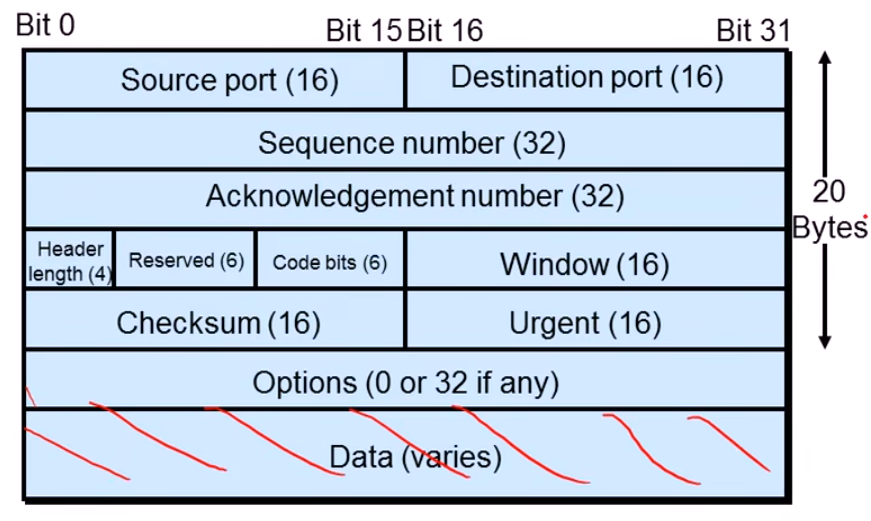 Bit 0 Bit 15 Bit 16 Bit 31
Source port (16) Destination port (16)
Sequence number (32)
Acknowledgement number (32)
20
Bytes
Header
length (4) Reserved (6) Code bits (6) Window (16)
Checksum (16) Urgent (16)
Options (0 or 32 if any)
Data (varies)